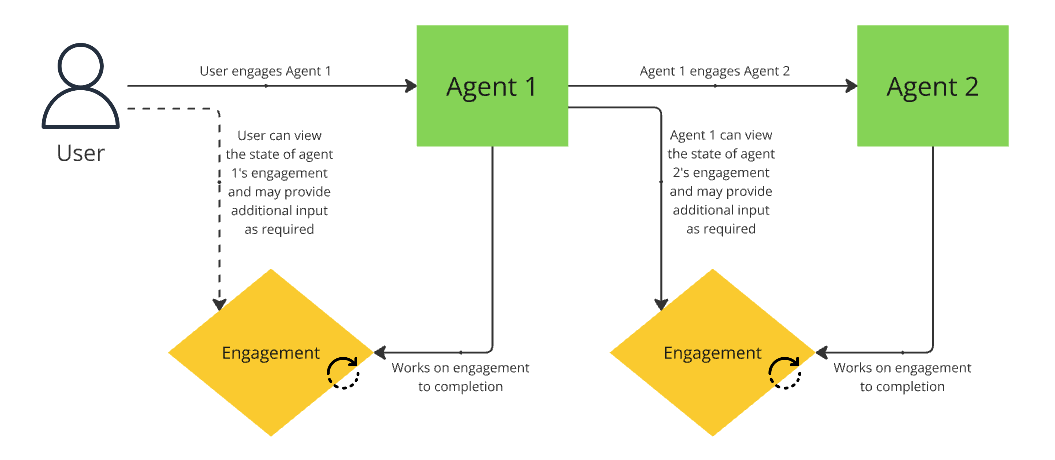 User engages Agent 1
Agent 1
Agent 1 engages Agent 2
Agent 2
User
User can view
the state of agent
1's engagement
and may provide
additional input
as required
Agent 1 can view
the state of agent
2's engagement
and may provide
additional input
as required
Engagement
Works on engagement
to completion
Engagement
Works on engagement
to completion